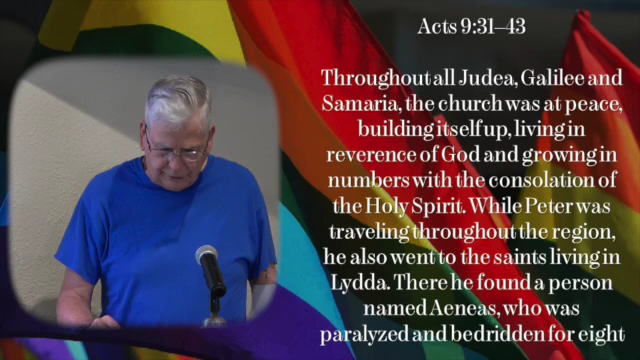 Acts 9:31–43
Throughout all Judea, Galilee and
Samaria, the church was at peace,
building itself up, living in
reverence of God and growing in
numbers with the consolation of
the Holy Spirit. While Peter was
traveling throughout the region,
he also went to the saints living in
Lydda. There he found a person
named Aeneas, who was
paralyzed and bedridden for eight